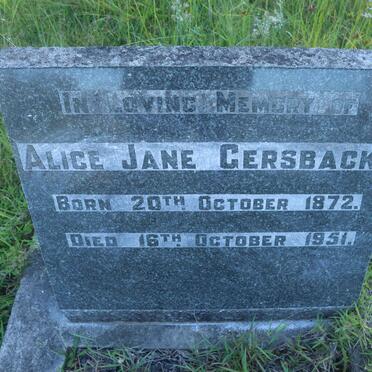 In Loving Memory of
Alice Jane Gersback
Born 20th October 1872.
Died 16th October 1951.